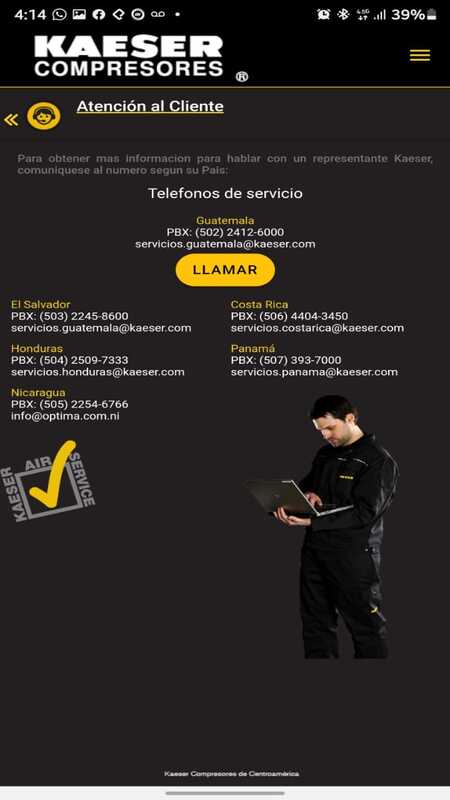 4:14
39%
KAESER
COMPRESORES ®
Atención al Cliente
Para obtener mas informacion para hablar con un representante Kaeser,
comuniquese al numero segun su Pais:
Telefonos de servicio
Guatemala
PBX: (502) 2412-6000
servicios.guatemala@kaeser.com
LLAMAR
El Salvador
PBX: (503) 2245-8600
servicios.guatemala@kaeser.com
Costa Rica
PBX: (506) 4404-3450
servicios.costarica@kaeser.com
Honduras
PBX: (504) 2509-7333
servicios.honduras@kaeser.com
Panamá
PBX: (507) 393-7000
servicios.panama@kaeser.com
Nicaragua
PBX: (505) 2254-6766
info@optima.com.ni
KAESER AIR SERVICE
Kaeser Compresores de Centroamérica